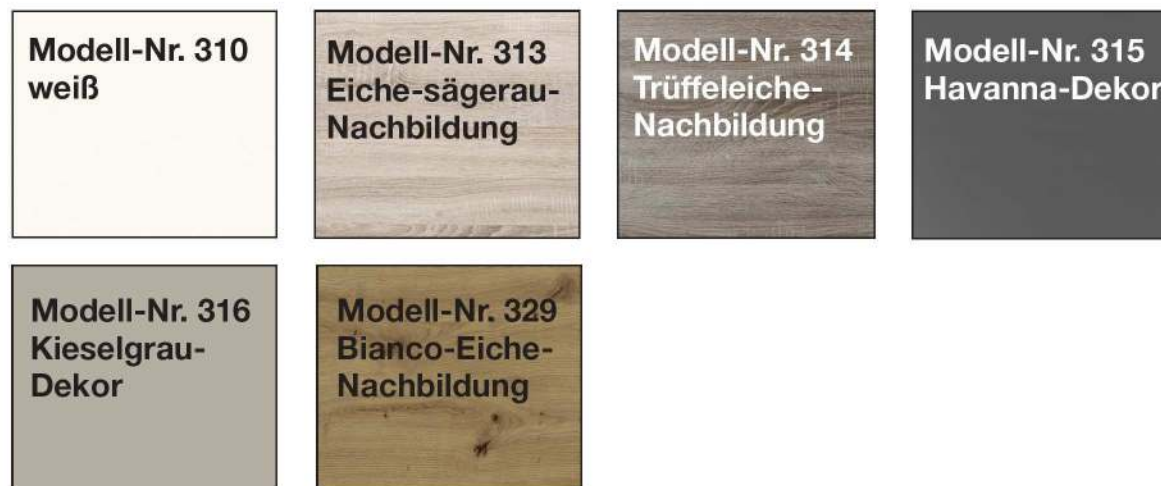 Modell-Nr. 310
weiß
Modell-Nr. 313
Eiche-sägerau-
Nachbildung
Modell-Nr. 314
Trüffeleiche-
Nachbildung
Modell-Nr. 315
Havanna-Dekor
Modell-Nr. 316
Kieselgrau-
Dekor
Modell-Nr. 329
Bianco-Eiche-
Nachbildung